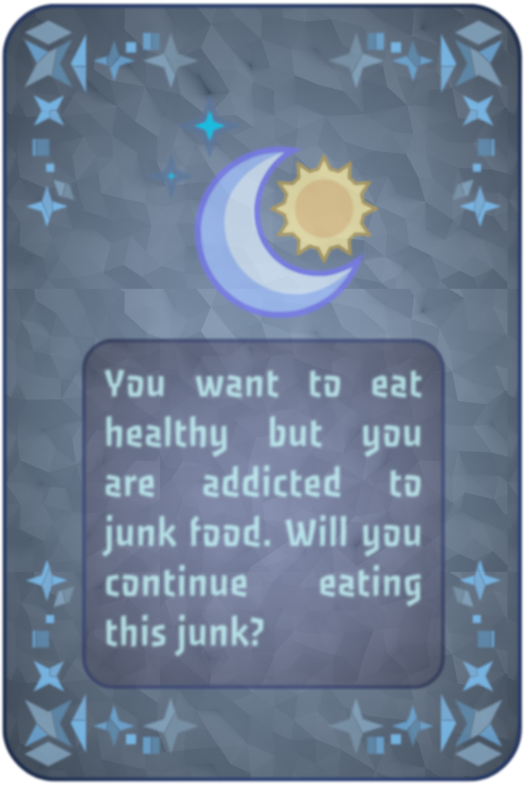 You want to eat
healthy but you
are addicted to
junk food. Will you
continue eating
this junk?